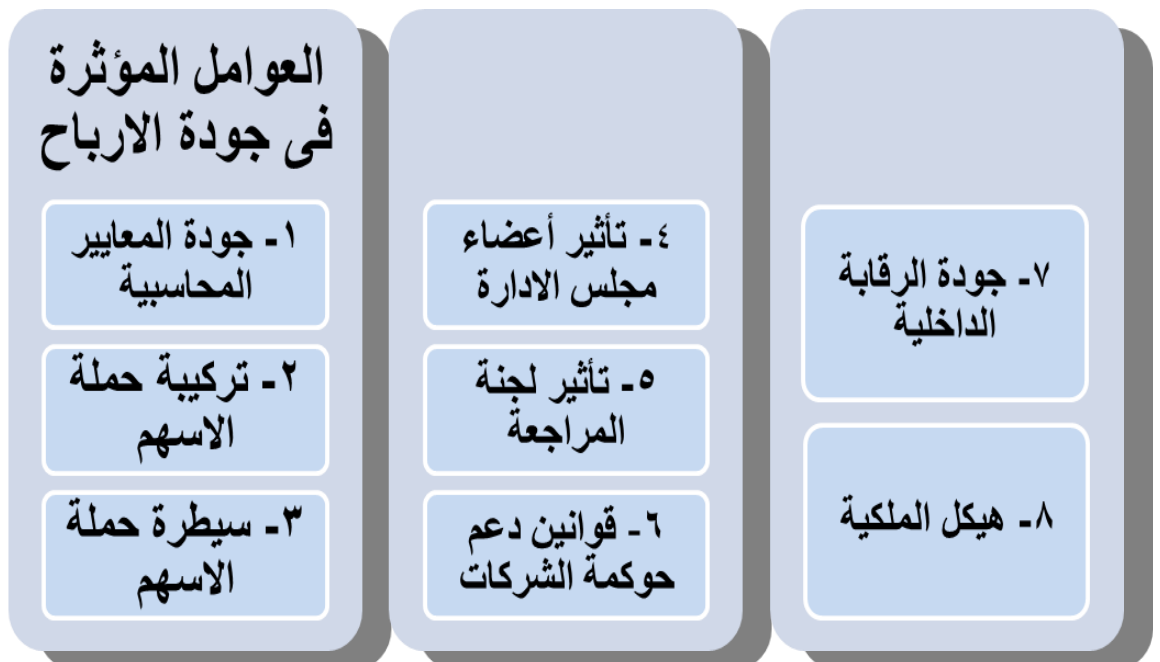 العوامل المؤثرة
فى جودة الارباح
١- جودة المعايير
المحاسبية
٢- تركيبة حملة
الاسهم
٣- سيطرة حملة
الاسهم
٤- تأثير أعضاء
مجلس الادارة
٥- تأثير لجنة
المراجعة
٦- قوانين دعم
حوكمة الشركات
٧- جودة الرقابة
الداخلية
٨- هيكل الملكية